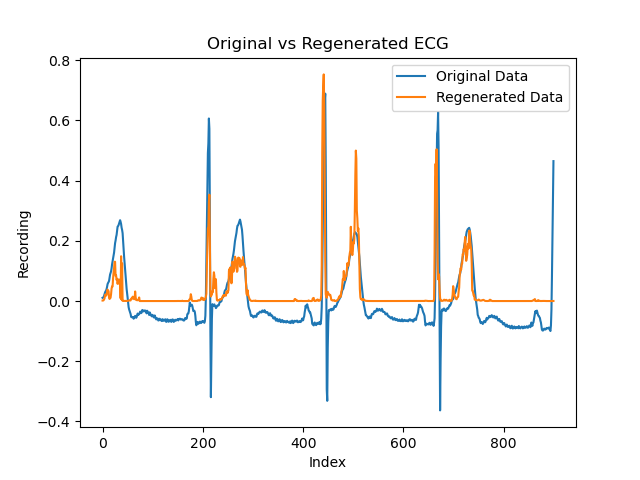 Original vs Regenerated ECG
Original Data
Regenerated Data
Recording
0.8
0.6
0.4
0.2
0.0
−0.2
−0.4
0
200
400
600
800
Index